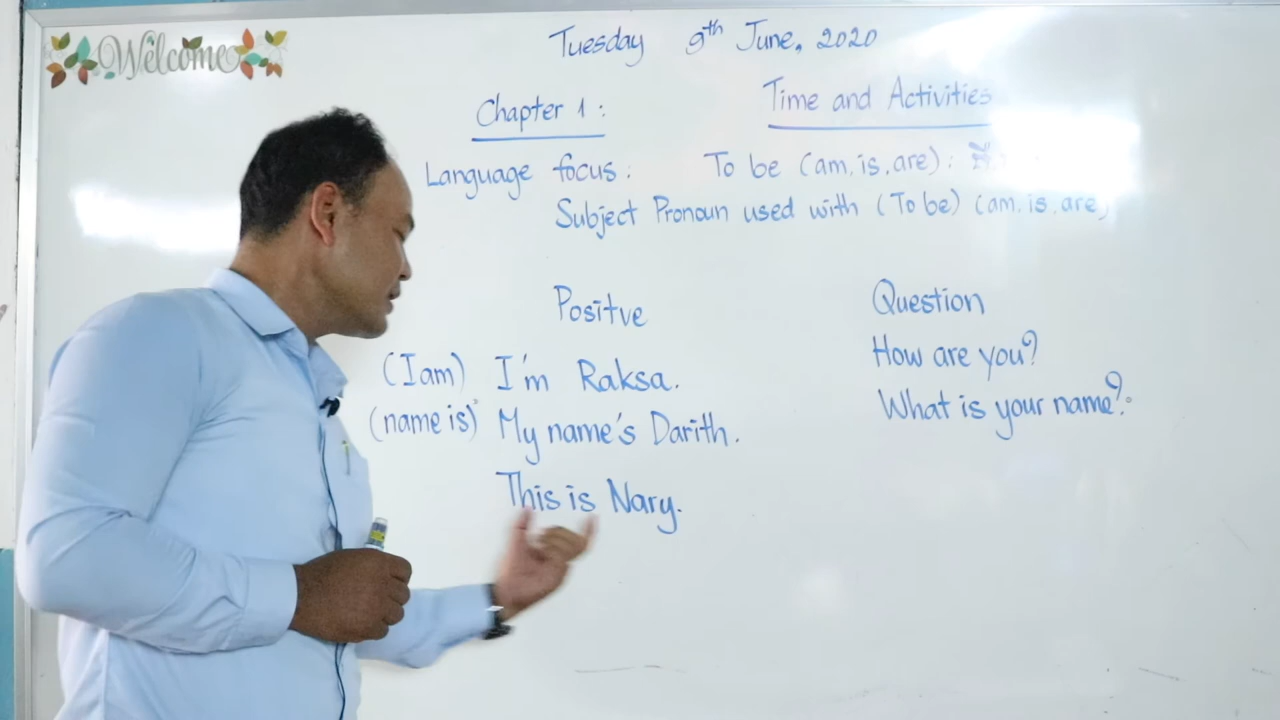 Welcome
Tuesday 9th June, 2020
Chapter 1 : Time and Activities
Language focus : To be (am, is, are) :
Subject Pronoun used with (To be) (am, is, are)
Positve Question
(I am) I'm Raksa. How are you?
(name is) My name's Darith. What is your name?
This is Nary.